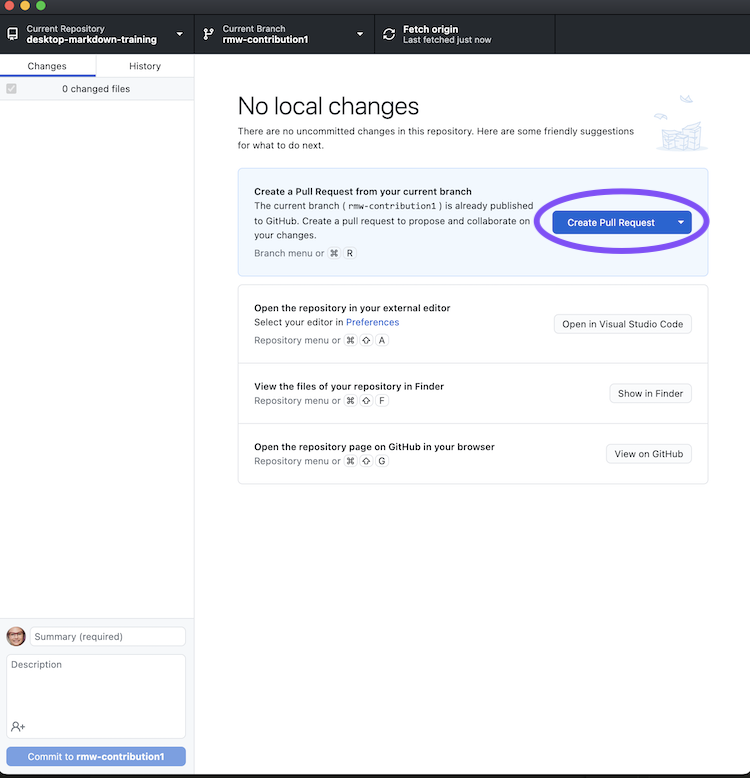 Current Repository
desktop-markdown-training
Current Branch
rmw-contribution1
Fetch origin
Last fetched just now
Changes
History
0 changed files
No local changes
There are no uncommitted changes in this repository. Here are some friendly suggestions
for what to do next.
Create a Pull Request from your current branch
The current branch ( rmw-contribution1 ) is already published
to GitHub. Create a pull request to propose and collaborate on
your changes.
Branch menu or ⌘ R
Create Pull Request
Open the repository in your external editor
Select your editor in Preferences
Repository menu or ⌘ ⇧ A
Open in Visual Studio Code
View the files of your repository in Finder
Repository menu or ⌘ ⇧ F
Show in Finder
Open the repository page on GitHub in your browser
Repository menu or ⌘ ⇧ G
View on GitHub
Summary (required)
Description
Commit to rmw-contribution1